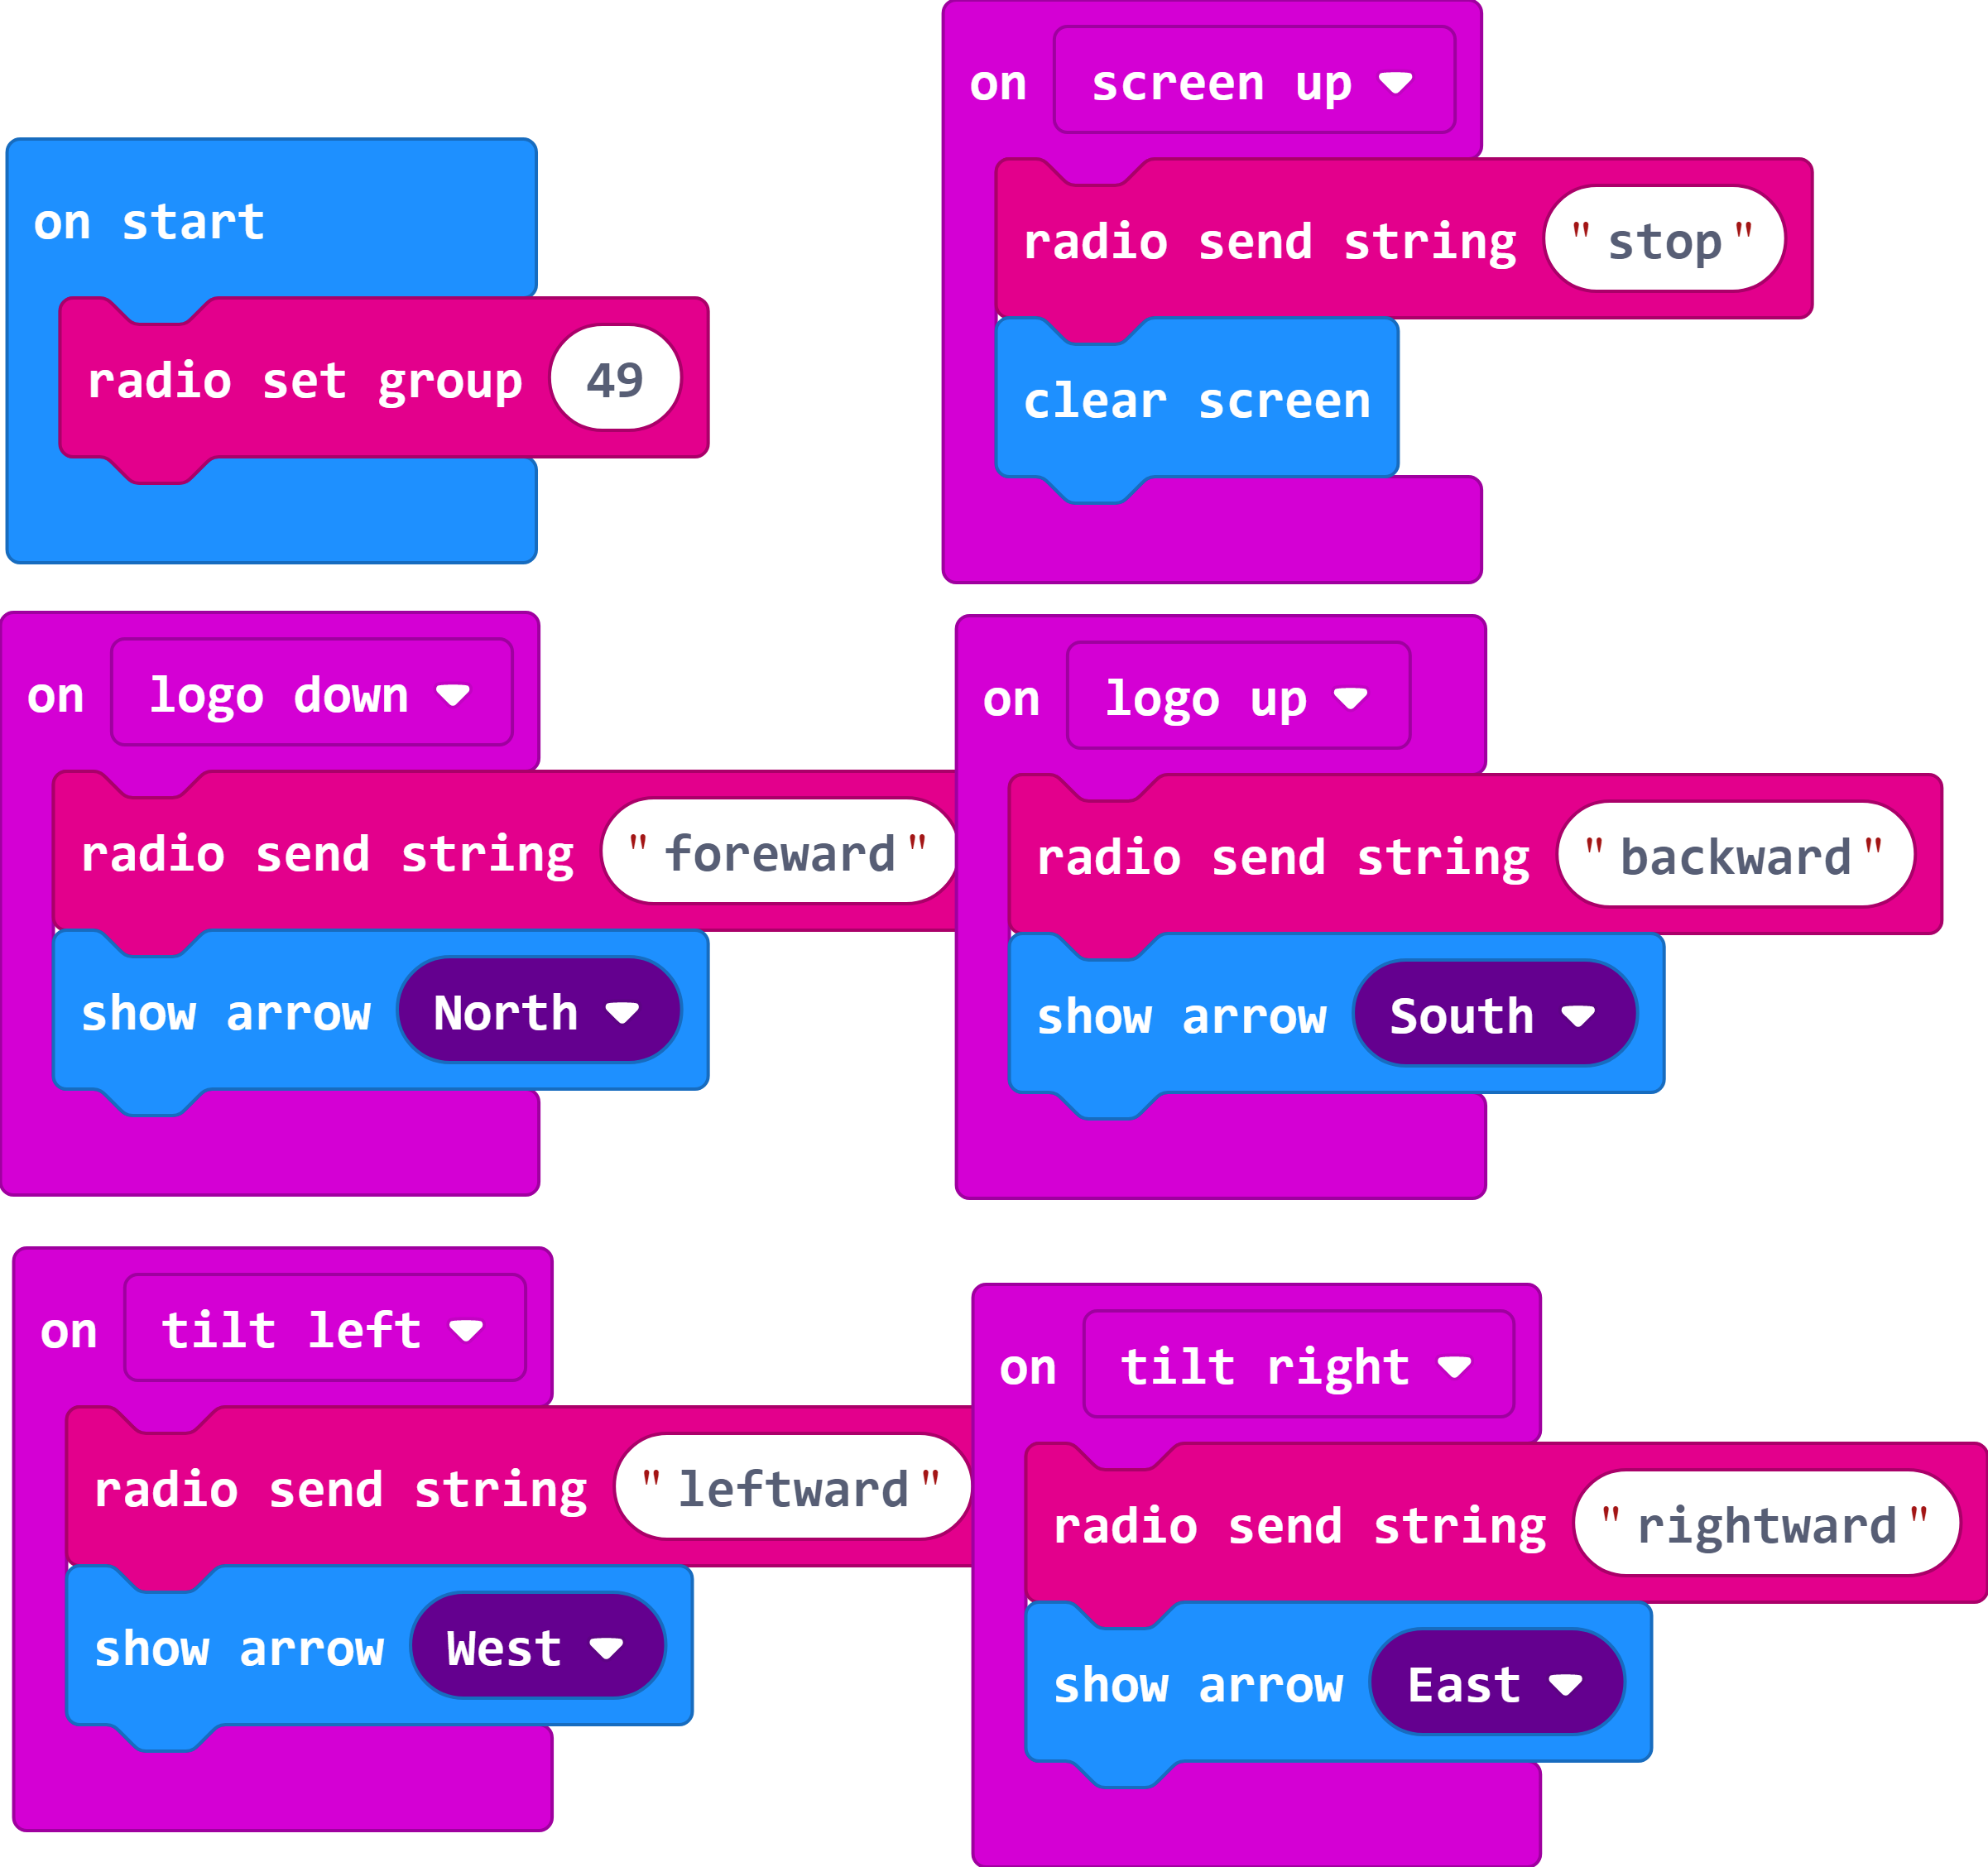 on start
radio set group 49
on screen up
radio send string "stop"
clear screen
on logo down
radio send string "foreward"
show arrow North
on logo up
radio send string "backward"
show arrow South
on tilt left
radio send string "leftward"
show arrow West
on tilt right
radio send string "rightward"
show arrow East